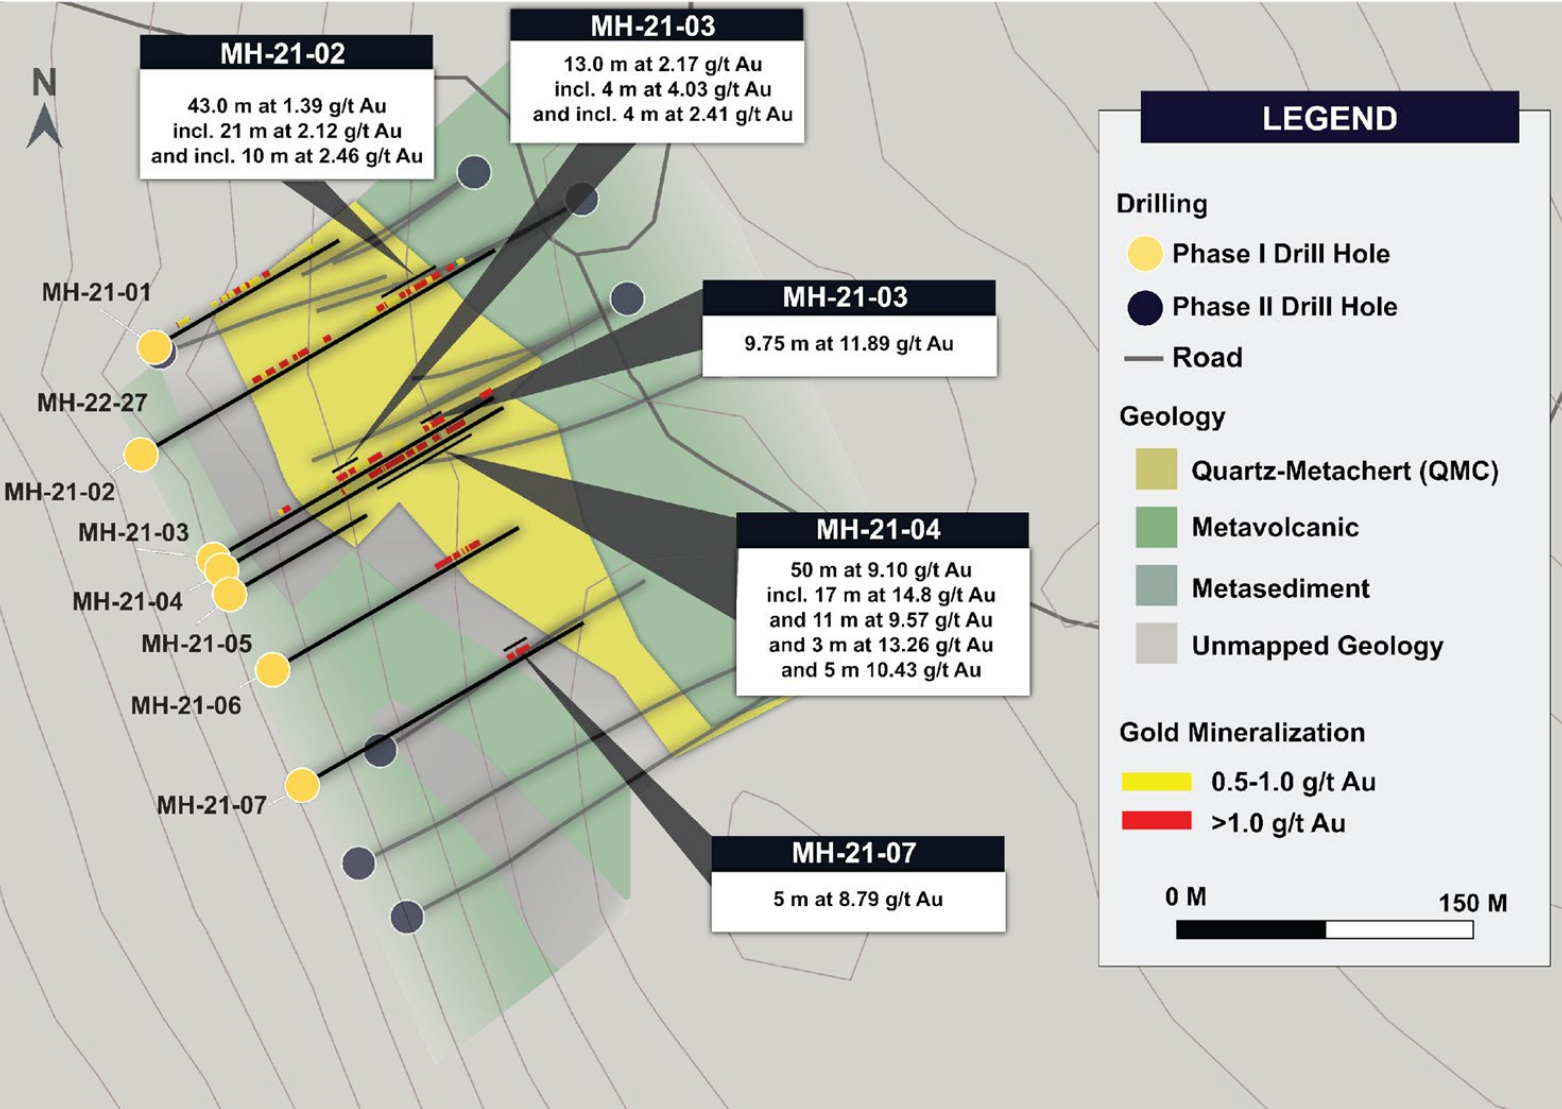 N
MH-21-02
43.0 m at 1.39 g/t Au
incl. 21 m at 2.12 g/t Au
and incl. 10 m at 2.46 g/t Au
MH-21-03
13.0 m at 2.17 g/t Au
incl. 4 m at 4.03 g/t Au
and incl. 4 m at 2.41 g/t Au
MH-21-03
9.75 m at 11.89 g/t Au
MH-21-04
50 m at 9.10 g/t Au
incl. 17 m at 14.8 g/t Au
and 11 m at 9.57 g/t Au
and 3 m at 13.26 g/t Au
and 5 m 10.43 g/t Au
MH-21-07
5 m at 8.79 g/t Au
MH-21-01
MH-22-27
MH-21-02
MH-21-03
MH-21-04
MH-21-05
MH-21-06
MH-21-07
LEGEND
Drilling
Phase I Drill Hole
Phase II Drill Hole
Road
Geology
Quartz-Metachert (QMC)
Metavolcanic
Metasediment
Unmapped Geology
Gold Mineralization
0.5-1.0 g/t Au
>1.0 g/t Au
0 M 150 M